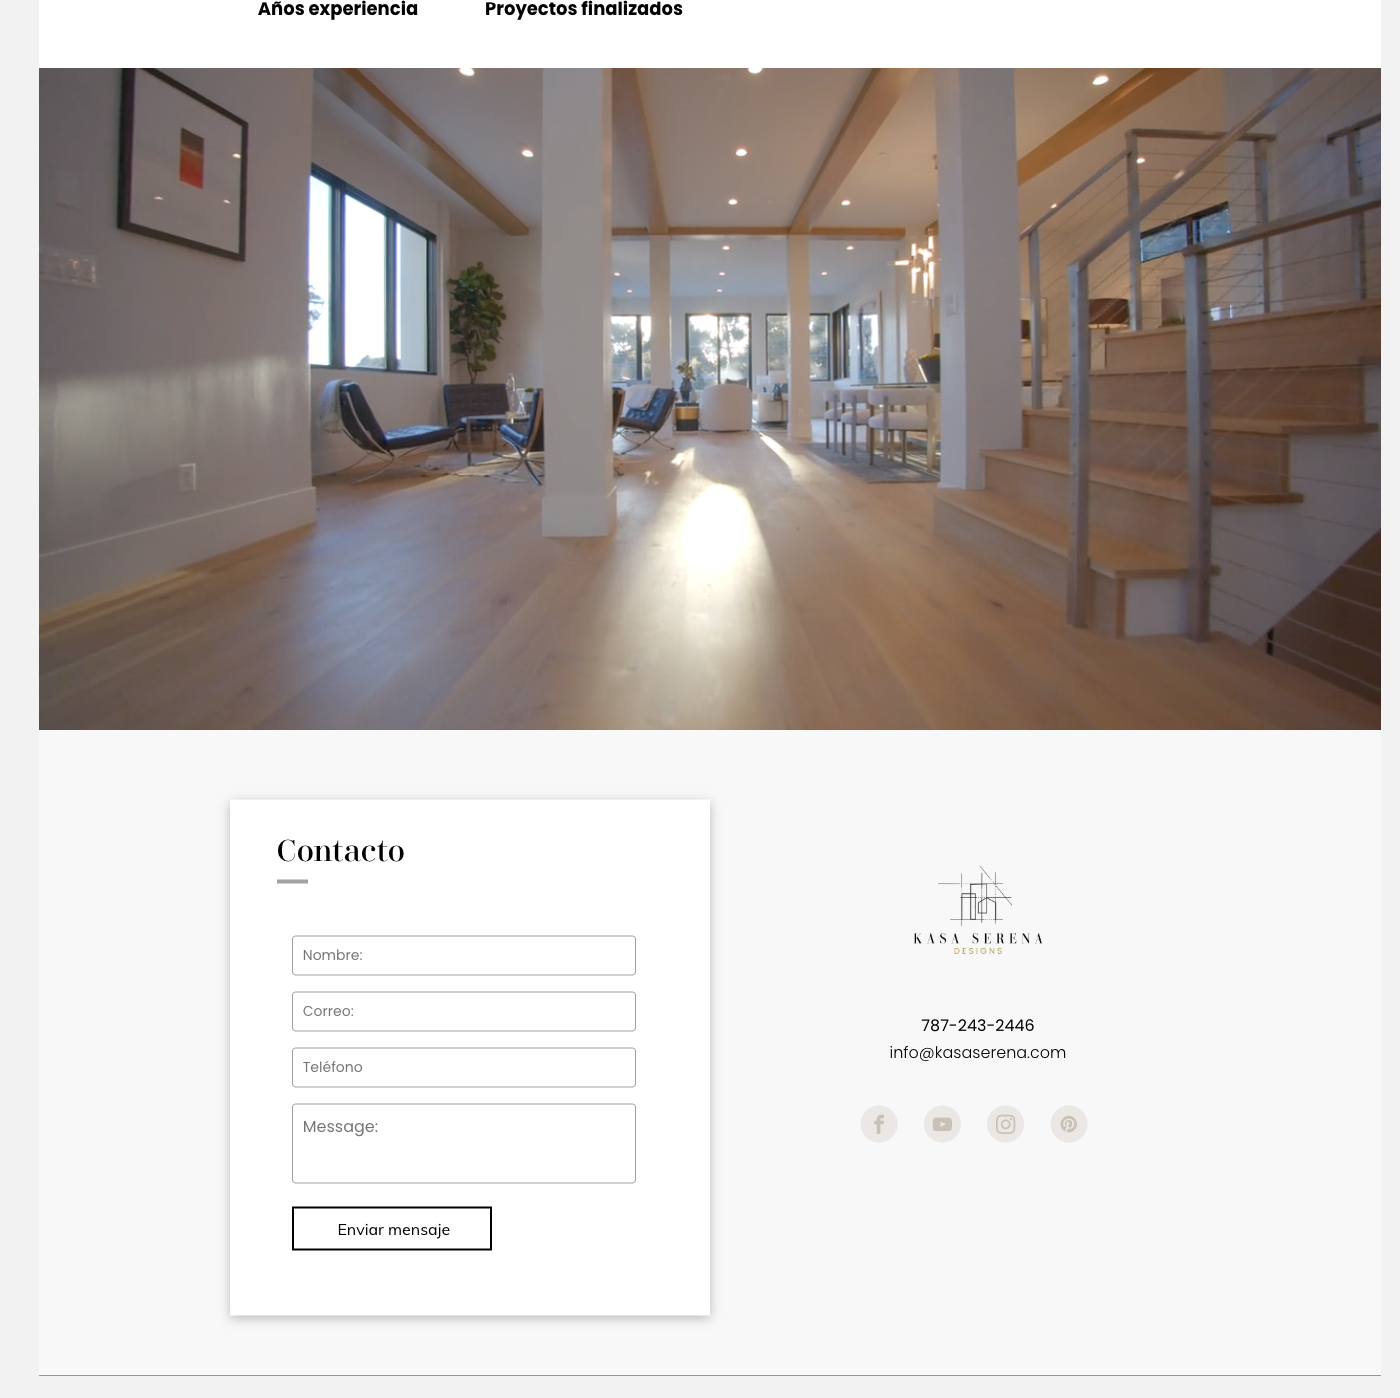 Años experiencia
Proyectos finalizados
Contacto
Nombre:
Correo:
Teléfono
Message:
Enviar mensaje
KASA SERENA
DESIGNS
787-243-2446
info@kasaserena.com